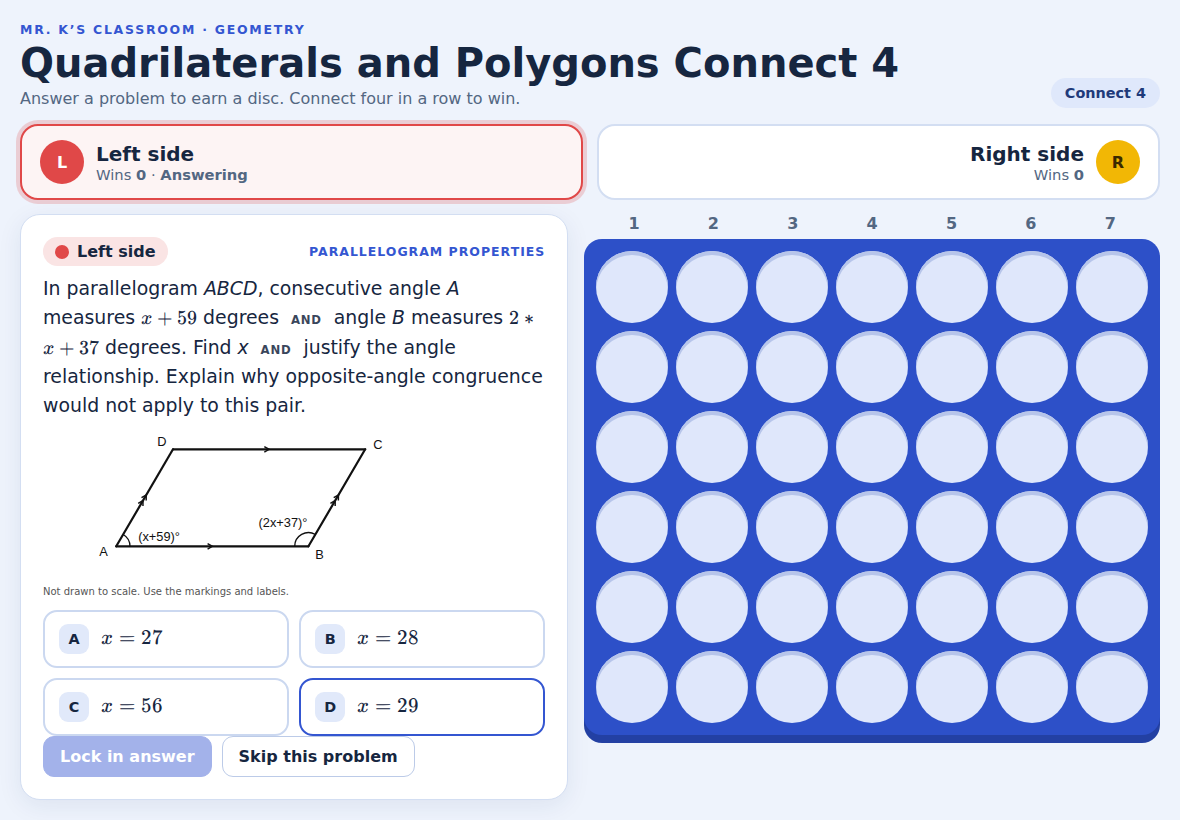 MR. K'S CLASSROOM · GEOMETRY
Quadrilaterals and Polygons Connect 4
Answer a problem to earn a disc. Connect four in a row to win.
Connect 4
L
Left side
Wins 0 · Answering
Right side
Wins 0
R
Left side
PARALLELOGRAM PROPERTIES
In parallelogram ABCD, consecutive angle A
measures x + 59 degrees AND angle B measures 2 ∗
x + 37 degrees. Find x AND justify the angle
relationship. Explain why opposite-angle congruence
would not apply to this pair.
D
C
(2x+37)°
(x+59)°
A
B
Not drawn to scale. Use the markings and labels.
A x = 27
B x = 28
C x = 56
D x = 29
Lock in answer
Skip this problem
1 2 3 4 5 6 7